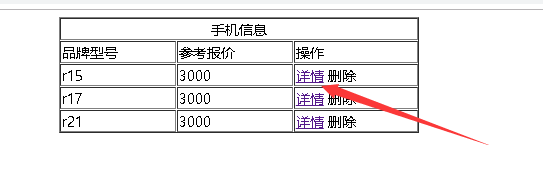 手机信息
品牌型号 参考报价 操作
r15 3000 详情 删除
r17 3000 详情 删除
r21 3000 详情 删除